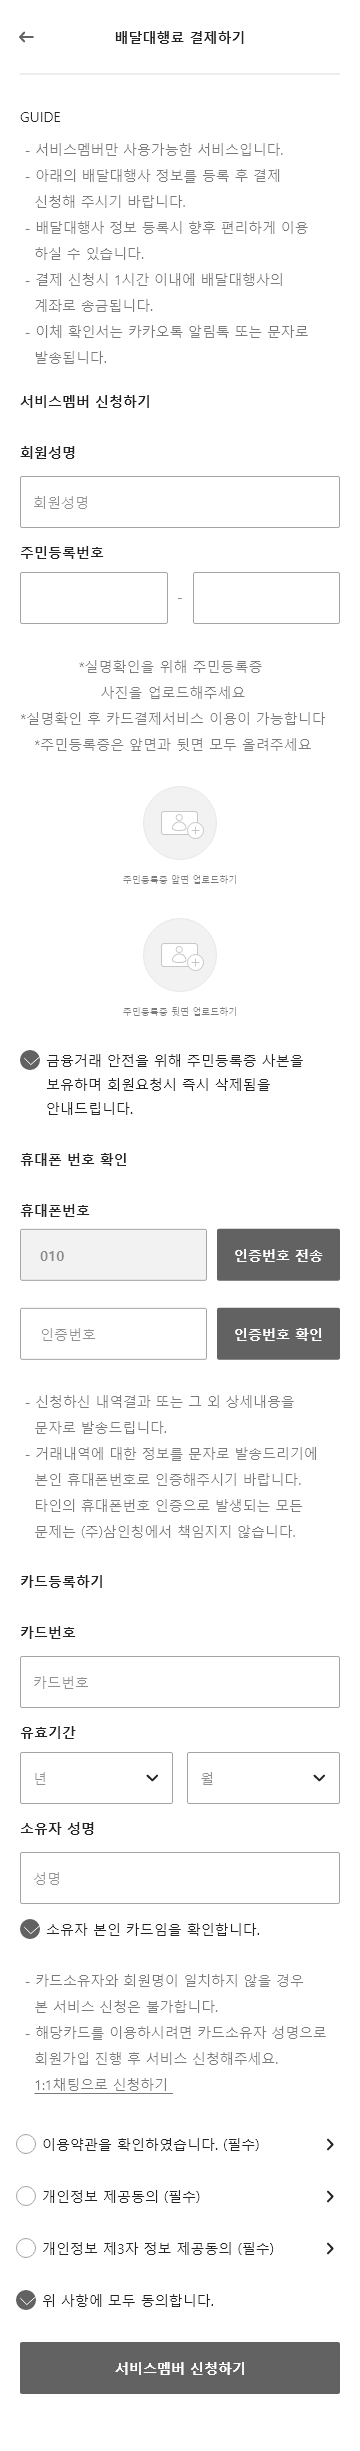 배달대행료 결제하기
GUIDE
- 서비스멤버만 사용가능한 서비스입니다.
- 아래의 배달대행사 정보를 등록 후 결제
신청해 주시기 바랍니다.
- 배달대행사 정보 등록시 향후 편리하게 이용
하실 수 있습니다.
- 결제 신청시 1시간 이내에 배달대행사의
계좌로 송금됩니다.
- 이체 확인서는 카카오톡 알림톡 또는 문자로
발송됩니다.
서비스멤버 신청하기
회원성명
회원성명
주민등록번호
-
*실명확인을 위해 주민등록증
사진을 업로드해주세요
*실명확인 후 카드결제서비스 이용이 가능합니다
*주민등록증은 앞면과 뒷면 모두 올려주세요
주민등록증 앞면 업로드하기
주민등록증 뒷면 업로드하기
금융거래 안전을 위해 주민등록증 사본을
보유하며 회원요청시 즉시 삭제됨을
안내드립니다.
휴대폰 번호 확인
휴대폰번호
010 인증번호 전송
인증번호 인증번호 확인
- 신청하신 내역결과 또는 그 외 상세내용을
문자로 발송드립니다.
- 거래내역에 대한 정보를 문자로 발송드리기에
본인 휴대폰번호로 인증해주시기 바랍니다.
타인의 휴대폰번호 인증으로 발생되는 모든
문제는 (주)삼인칭에서 책임지지 않습니다.
카드등록하기
카드번호
카드번호
유효기간
년 월
소유자 성명
성명
소유자 본인 카드임을 확인합니다.
- 카드소유자와 회원명이 일치하지 않을 경우
본 서비스 신청은 불가합니다.
- 해당카드를 이용하시려면 카드소유자 성명으로
회원가입 진행 후 서비스 신청해주세요.
1:1채팅으로 신청하기
이용약관을 확인하였습니다. (필수)
개인정보 제공동의 (필수)
개인정보 제3자 정보 제공동의 (필수)
위 사항에 모두 동의합니다.
서비스멤버 신청하기